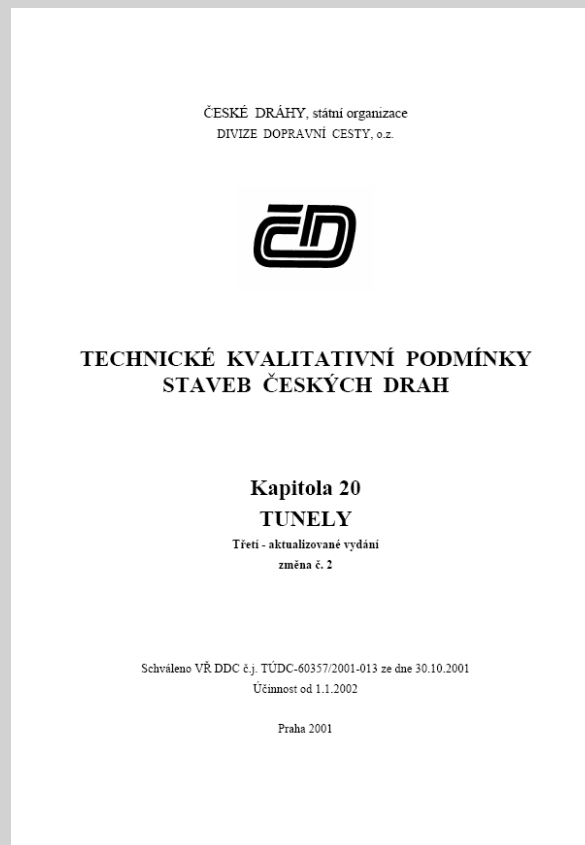 ČESKÉ DRÁHY, státní organizace
DIVIZE DOPRAVNÍ CESTY, o.z.
ČD
TECHNICKÉ KVALITATIVNÍ PODMÍNKY
STAVEB ČESKÝCH DRAH
Kapitola 20
TUNELY
Třetí - aktualizované vydání
změna č. 2
Schváleno VŘ DDC č.j. TÚDC-60357/2001-013 ze dne 30.10.2001
Účinnost od 1.1.2002
Praha 2001